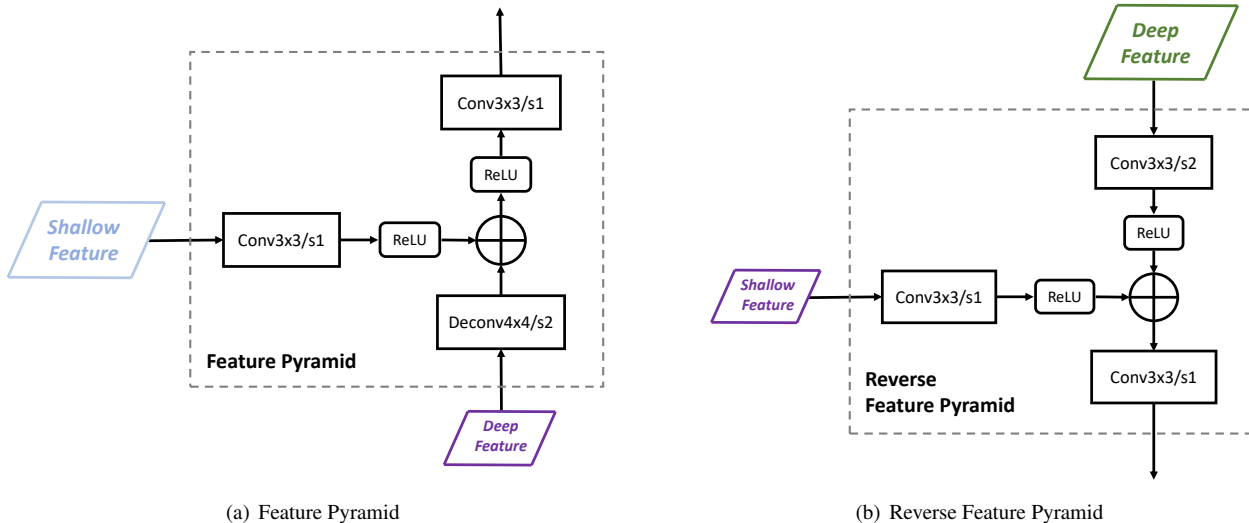 Conv3x3/s1
ReLU
Shallow
Feature
Conv3x3/s1
ReLU
Deconv4x4/s2
Feature Pyramid
Deep
Feature
(a) Feature Pyramid
Deep
Feature
Conv3x3/s2
ReLU
Shallow
Feature
Conv3x3/s1
ReLU
Conv3x3/s1
Reverse
Feature Pyramid
(b) Reverse Feature Pyramid